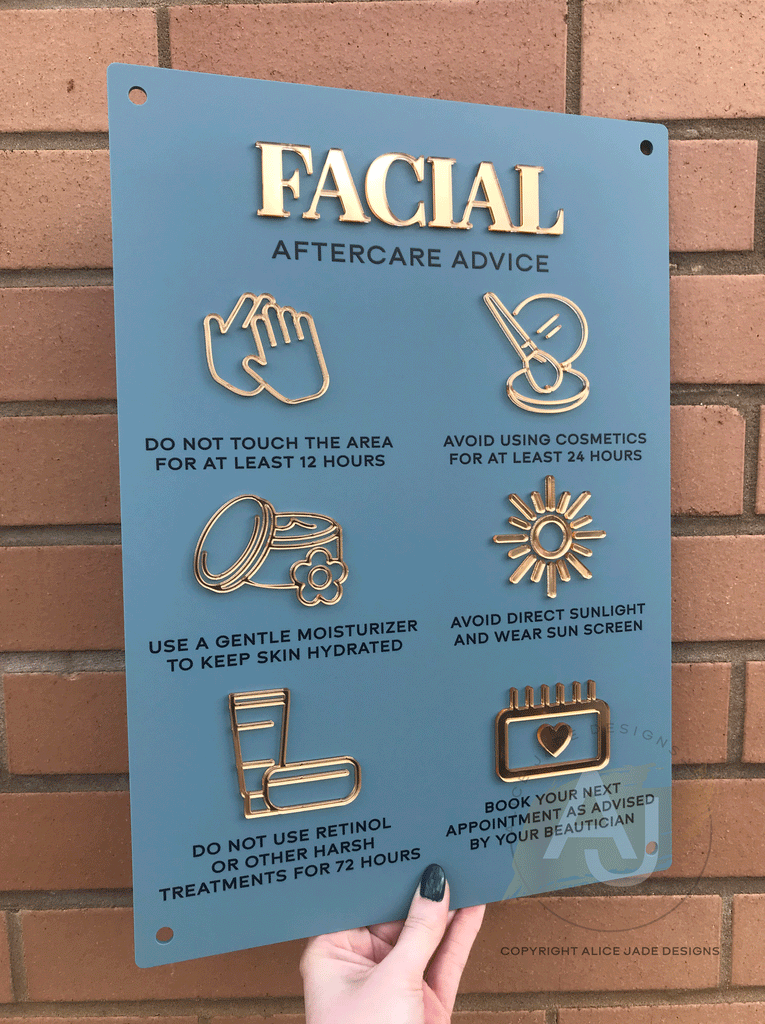 FACIAL
AFTERCARE ADVICE
DO NOT TOUCH THE AREA
FOR AT LEAST 12 HOURS
AVOID USING COSMETICS
FOR AT LEAST 24 HOURS
USE A GENTLE MOISTURIZER
TO KEEP SKIN HYDRATED
AVOID DIRECT SUNLIGHT
AND WEAR SUN SCREEN
DO NOT USE RETINOL
OR OTHER HARSH
TREATMENTS FOR 72 HOURS
BOOK YOUR NEXT
APPOINTMENT AS ADVISED
BY YOUR BEAUTICIAN
DESIGNS
AJ
COPYRIGHT ALICE JADE DESIGNS